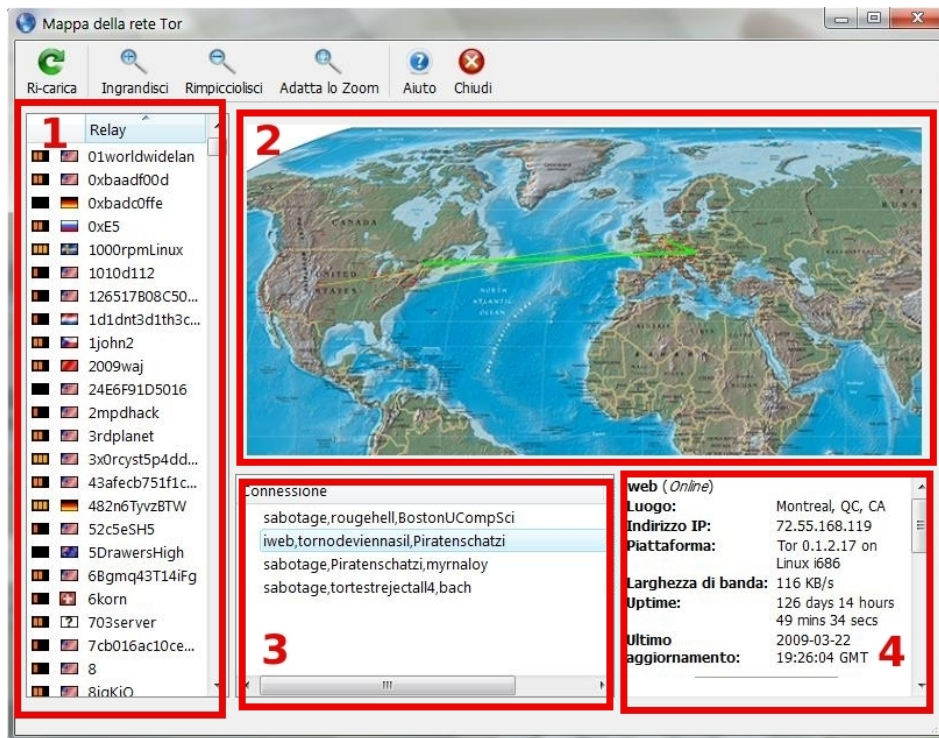 Mappa della rete Tor
Ri-carica Ingrandisci Rimpicciolisci Adatta lo Zoom Aiuto Chiudi
1
Relay
01worldwidelan
0xbaadf00d
0xbadc0ffe
0xE5
1000rpmLinux
1010d112
126517B08C50...
1d1dnt3d1th3c...
1john2
2009waj
24E6F91D5016
2mpdhack
3rdplanet
3x0rcyst5p4dd...
43afecb751f1c...
482n6TyvzBTW
52c5eSH5
5DrawersHigh
6Bgmq43T14iFg
6korn
? 703server
7cb016ac10ce...
8
8jqKiO
2
CANADA
UNITED
STATES
NORTH
ATLANTIC
OCEAN
Connessione
sabotage,rougehell,BostonUCompSci
iweb,tornodeviennasil,Piratenschatzi
sabotage,Piratenschatzi,myrnaloy
sabotage,tortestrejectall4,bach
3
web (Online)
Luogo: Montreal, QC, CA
Indirizzo IP: 72.55.168.119
Piattaforma: Tor 0.1.2.17 on
Linux i686
Larghezza di banda: 116 KB/s
Uptime: 126 days 14 hours
49 mins 34 secs
Ultimo aggiornamento: 2009-03-22
19:26:04 GMT
4